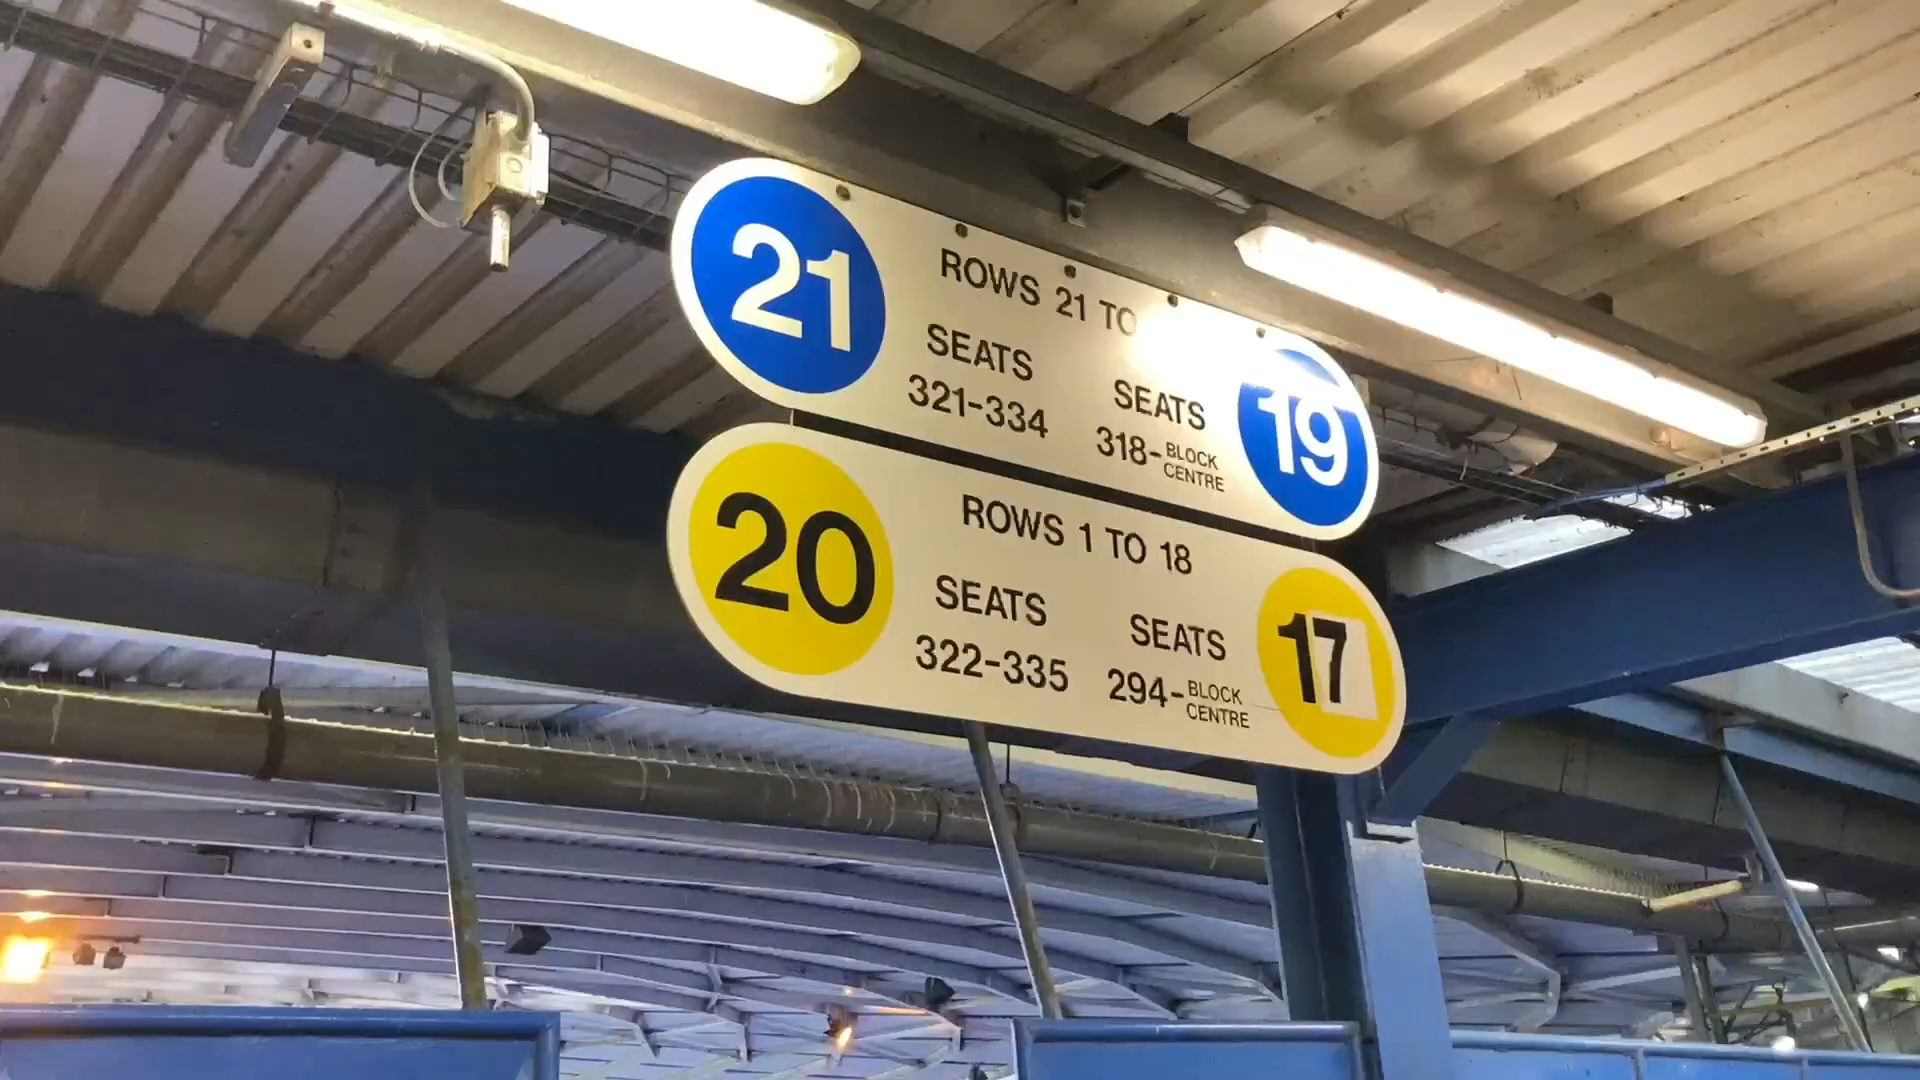 21
ROWS 21 TO
SEATS
321-334
SEATS
318-BLOCK CENTRE
19
20
ROWS 1 TO 18
SEATS
322-335
SEATS
294-BLOCK CENTRE
17